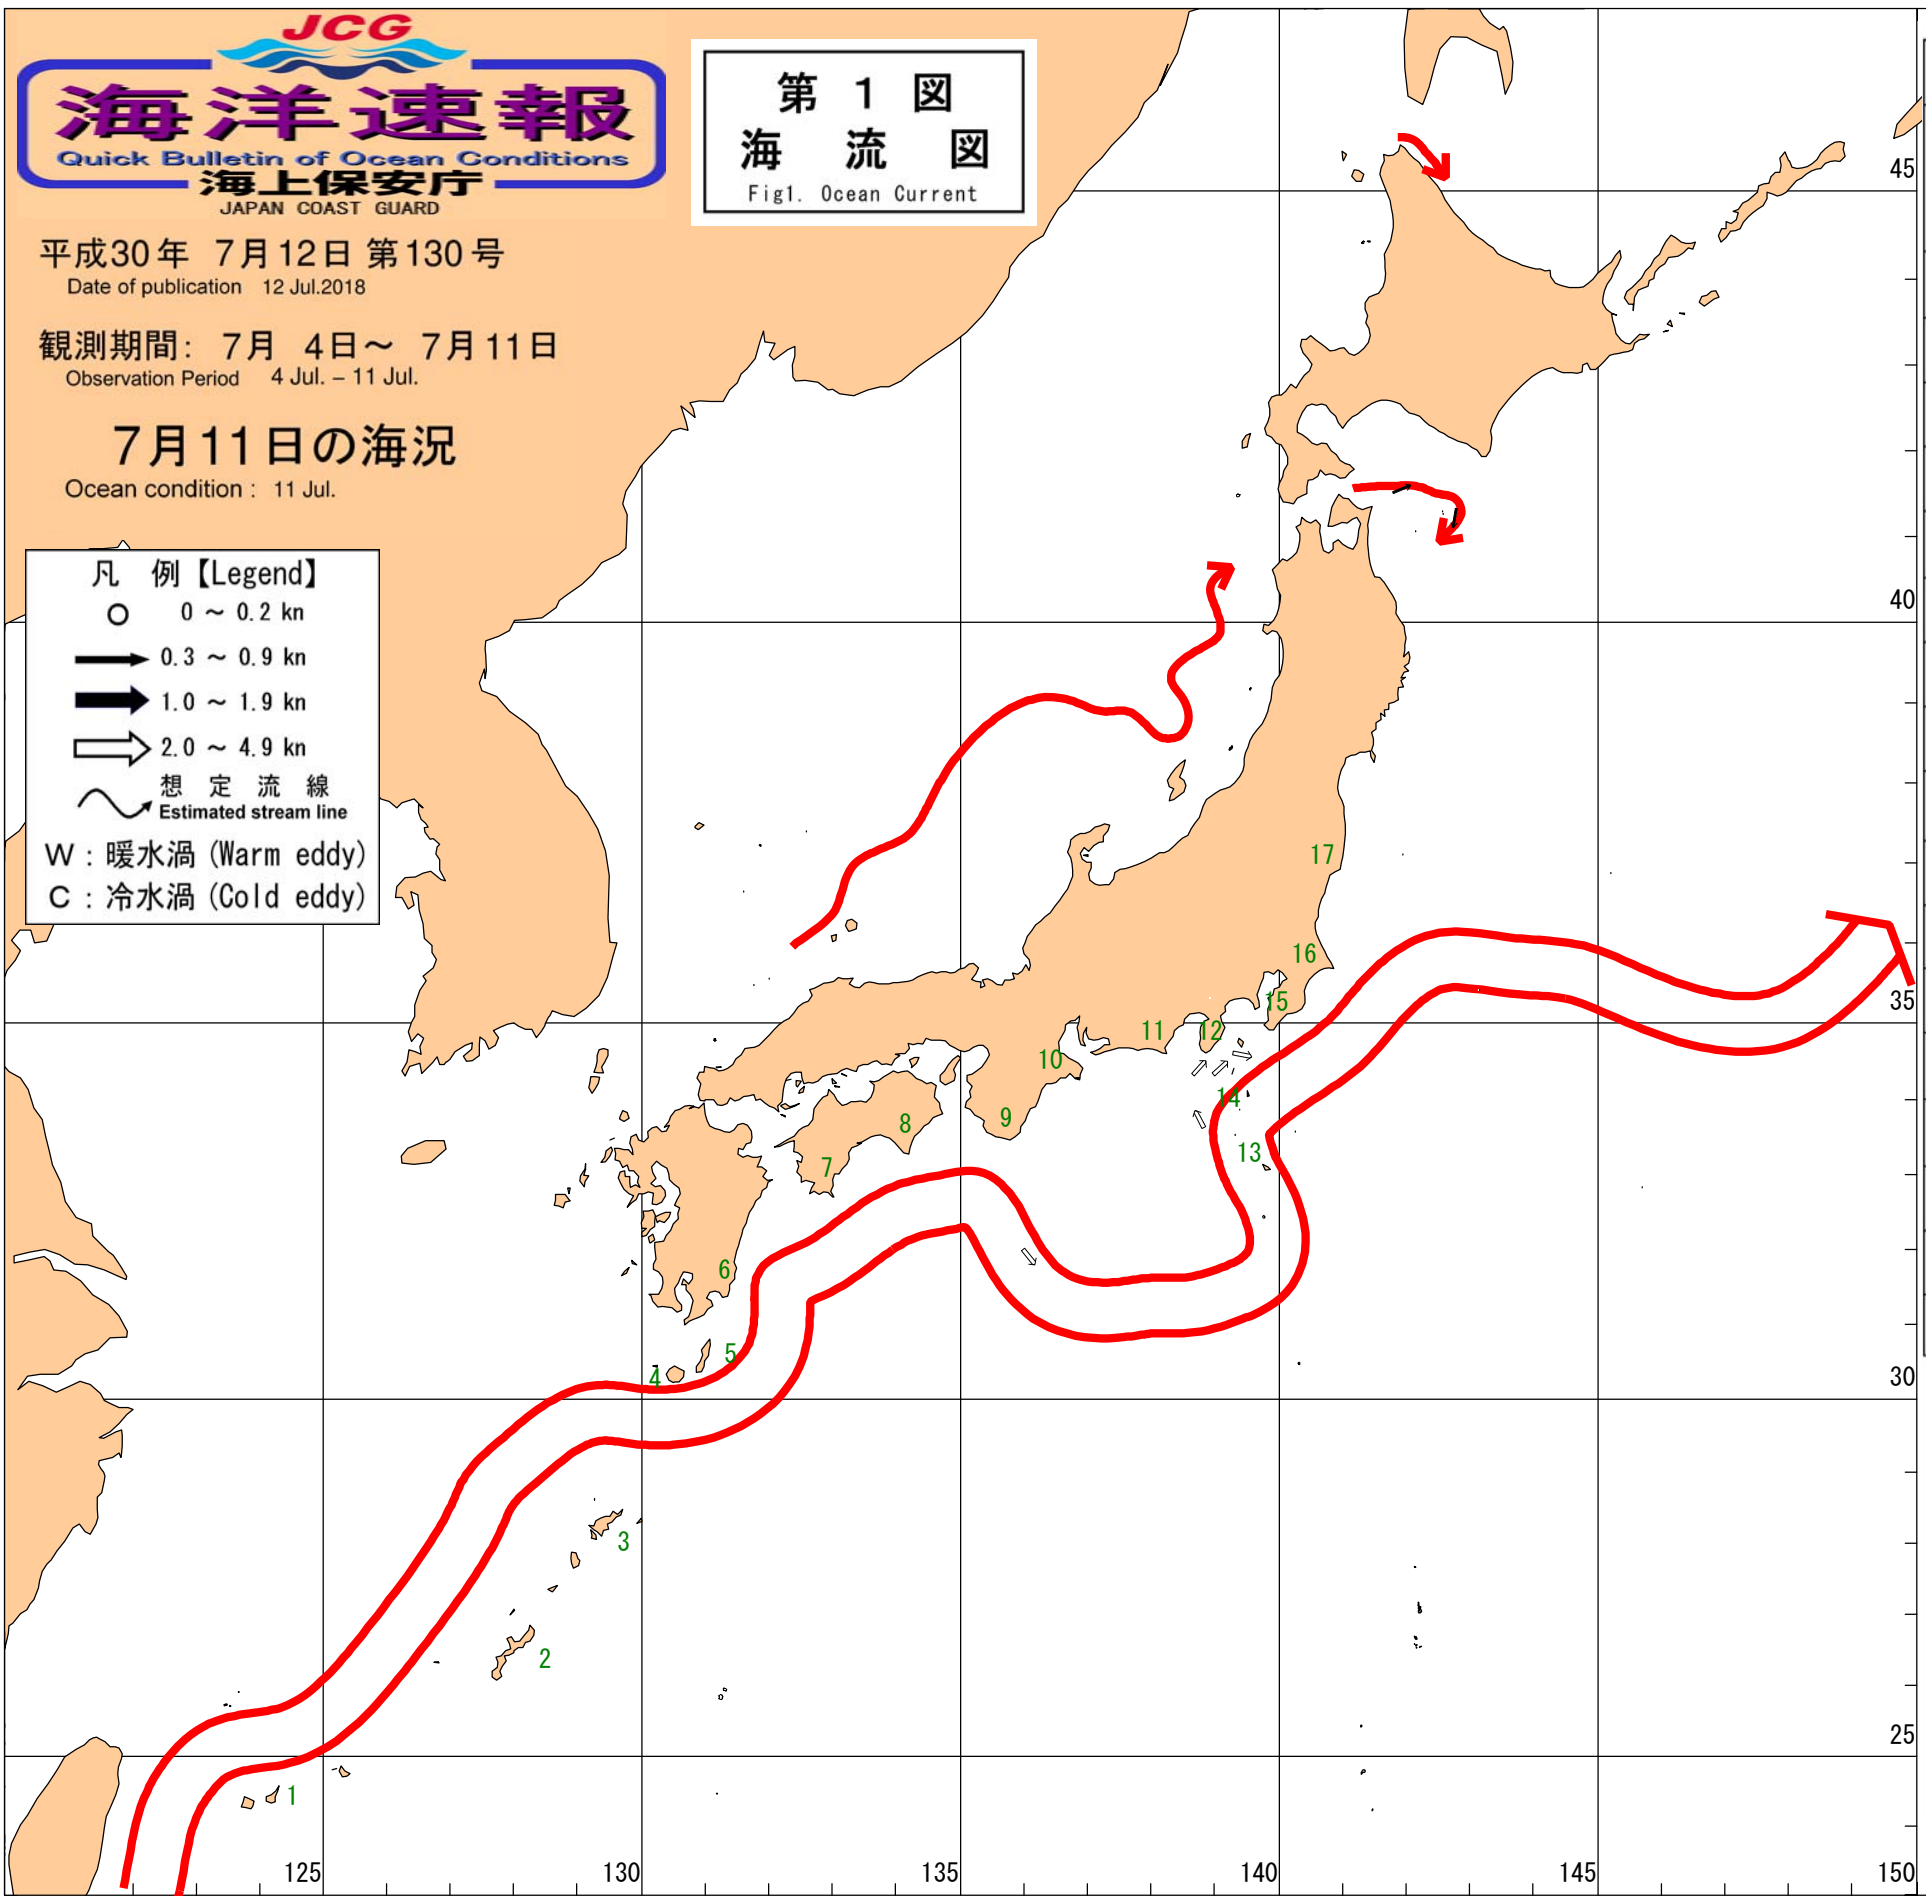 JCG
海洋速報
Quick Bulletin of Ocean Conditions
海上保安庁
JAPAN COAST GUARD
平成30年 7月12日 第130号
Date of publication 12 Jul.2018
観測期間: 7月 4日～ 7月11日
Observation Period 4 Jul. – 11 Jul.
7月11日の海況
Ocean condition : 11 Jul.
第 1 図
海 流 図
Fig1. Ocean Current
凡 例【Legend】
0 ～ 0.2 kn
0.3 ～ 0.9 kn
1.0 ～ 1.9 kn
2.0 ～ 4.9 kn
想 定 流 線
Estimated stream line
W : 暖水渦 (Warm eddy)
C : 冷水渦 (Cold eddy)
45
40
17
16
35
15
11
12
10
14
9
8
13
7
6
5
4
30
3
2
25
1
125
130
135
140
145
150